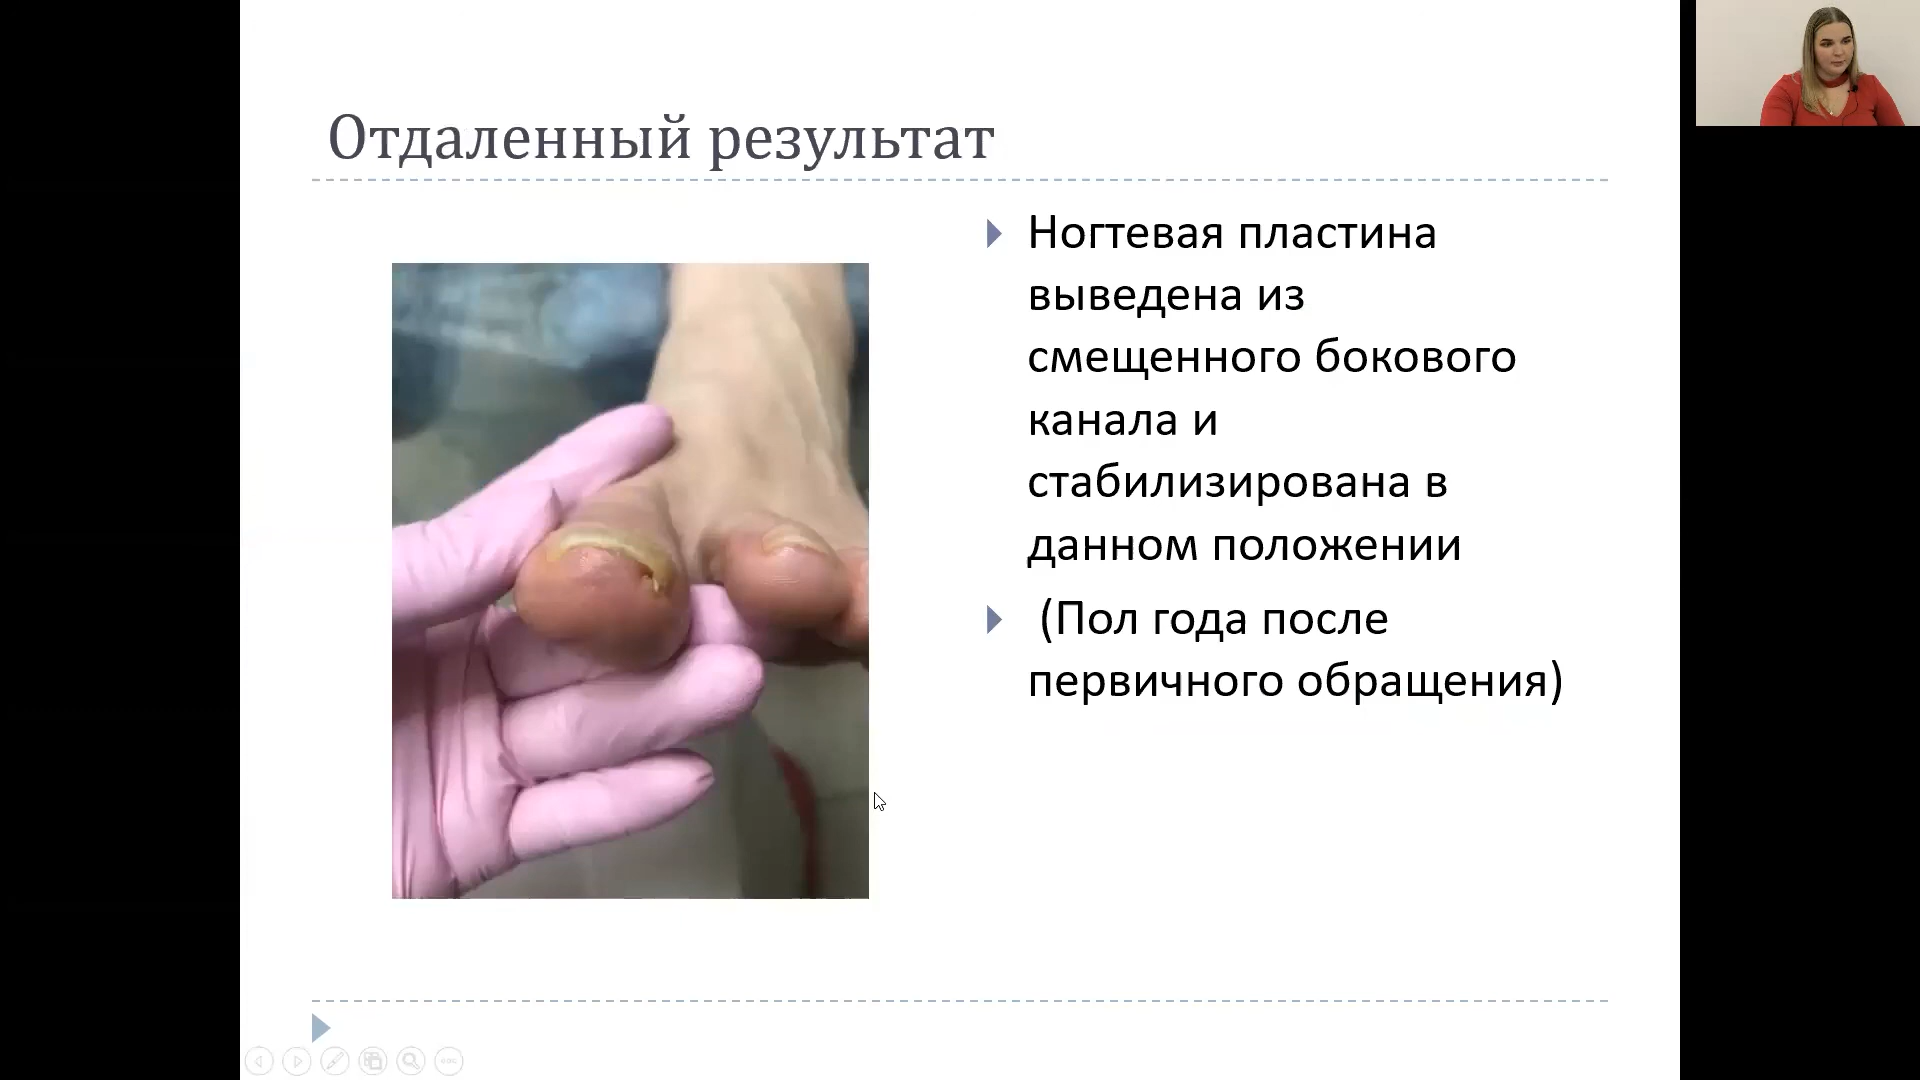 Отдаленный результат
Ногтевая пластина
выведена из
смещенного бокового
канала и
стабилизирована в
данном положении
(Пол года после
первичного обращения)